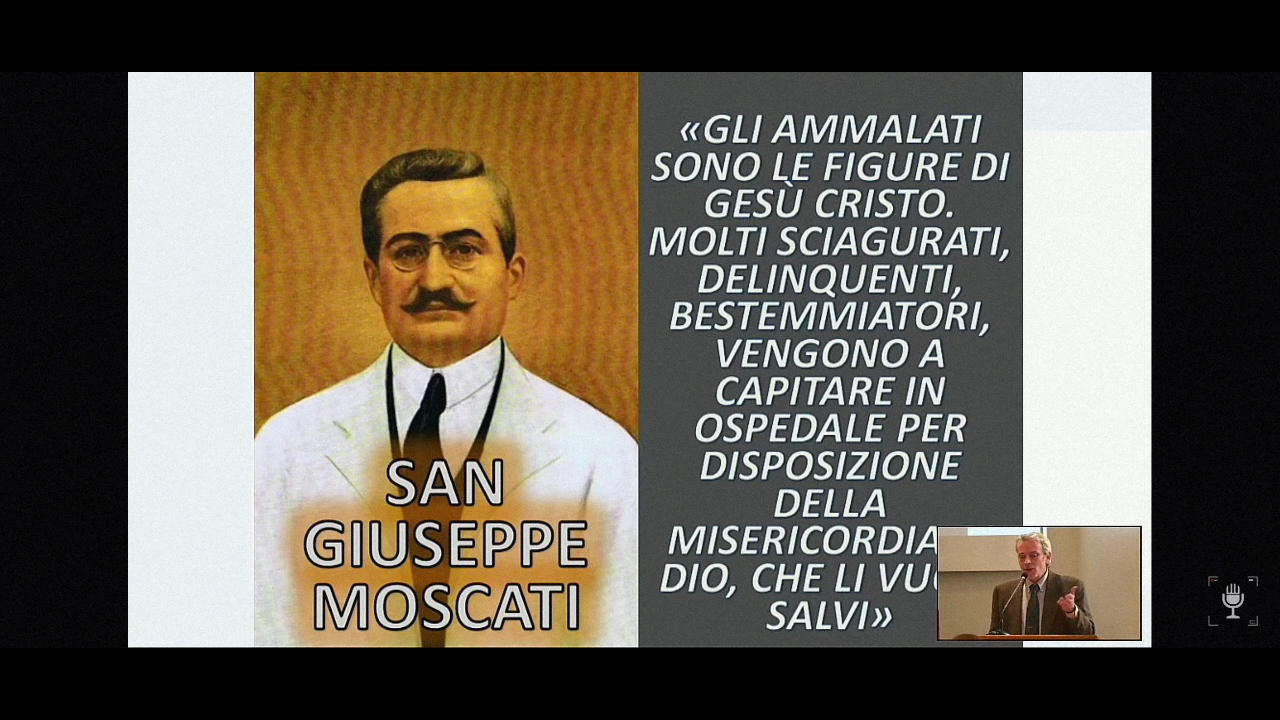 SAN
GIUSEPPE
MOSCATI
«GLI AMMALATI
SONO LE FIGURE DI
GESÙ CRISTO.
MOLTI SCIAGURATI,
DELINQUENTI,
BESTEMMIATORI,
VENGONO A
CAPITARE IN
OSPEDALE PER
DISPOSIZIONE
DELLA
MISERICORDIA
DIO, CHE LI
SALVI»